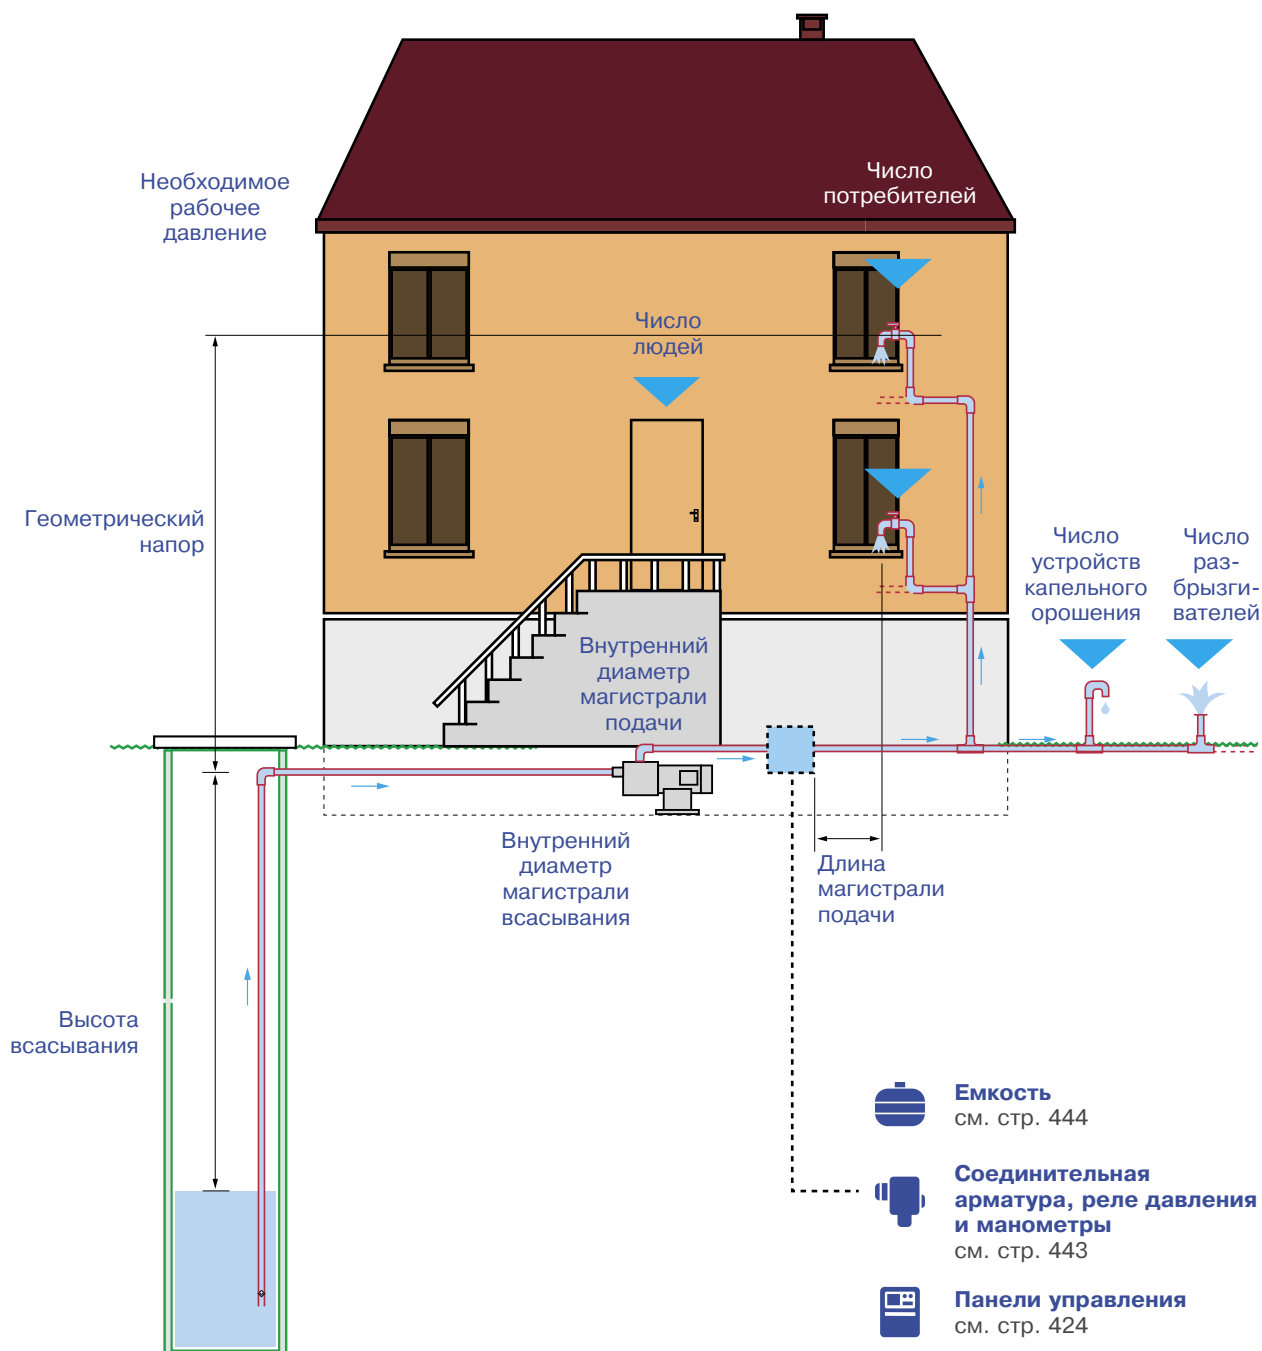 Необходимое
рабочее
давление
Число
потребителей
Число
людей
Геометрический
напор
Число
устройств
капельного
орошения
Число
раз-
брызги-
вателей
Внутренний
диаметр
магистрали
подачи
Внутренний
диаметр
магистрали
всасывания
Длина
магистрали
подачи
Высота
всасывания
Емкость
см. стр. 444
Соединительная
арматура, реле давления
и манометры
см. стр. 443
Панели управления
см. стр. 424